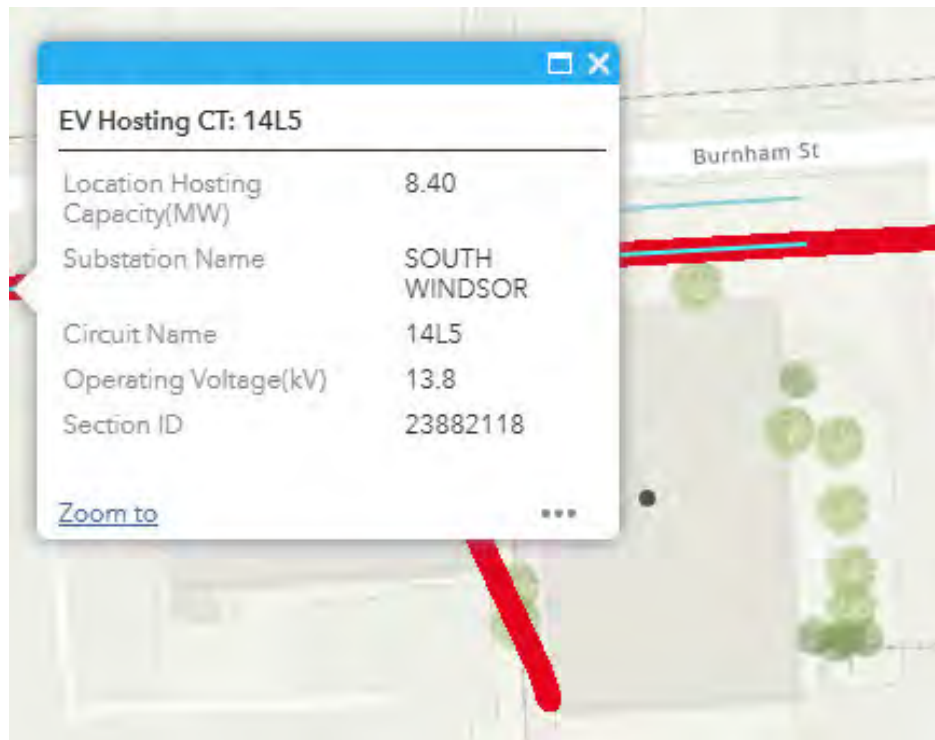 EV Hosting CT: 14L5
Location Hosting 8.40
Capacity(MW)
Substation Name SOUTH
WINDSOR
Circuit Name 14L5
Operating Voltage(kV) 13.8
Section ID 23882118
Zoom to
Burnham St